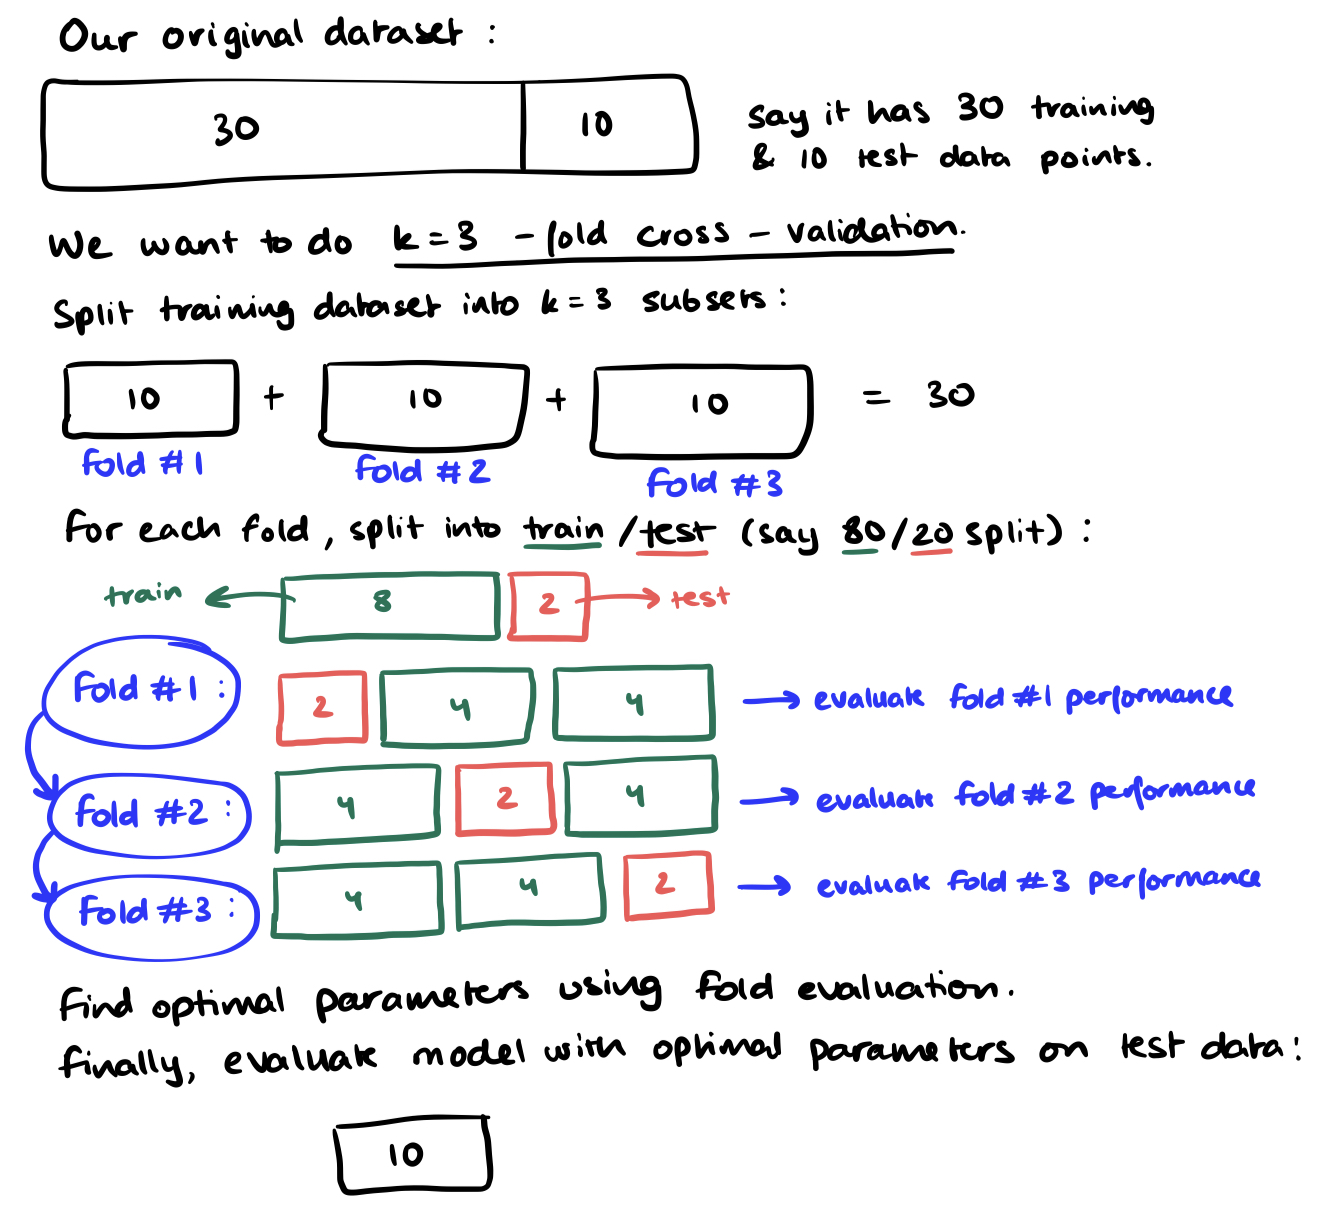 Our original dataset :
30 10
say it has 30 training
& 10 test data points.
We want to do k=3 - fold cross - validation.
Split training dataset into k=3 subsets :
10 + 10 + 10 = 30
Fold #1 Fold #2 Fold #3
For each fold, split into train / test (say 80/20 split) :
train 8 2 test
Fold #1 : 2 4 4 evaluate fold #1 performance
Fold #2 : 4 2 4 evaluate fold #2 performance
Fold #3 : 4 4 2 evaluate fold #3 performance
Find optimal parameters using fold evaluation.
Finally, evaluate model with optimal parameters on test data :
10